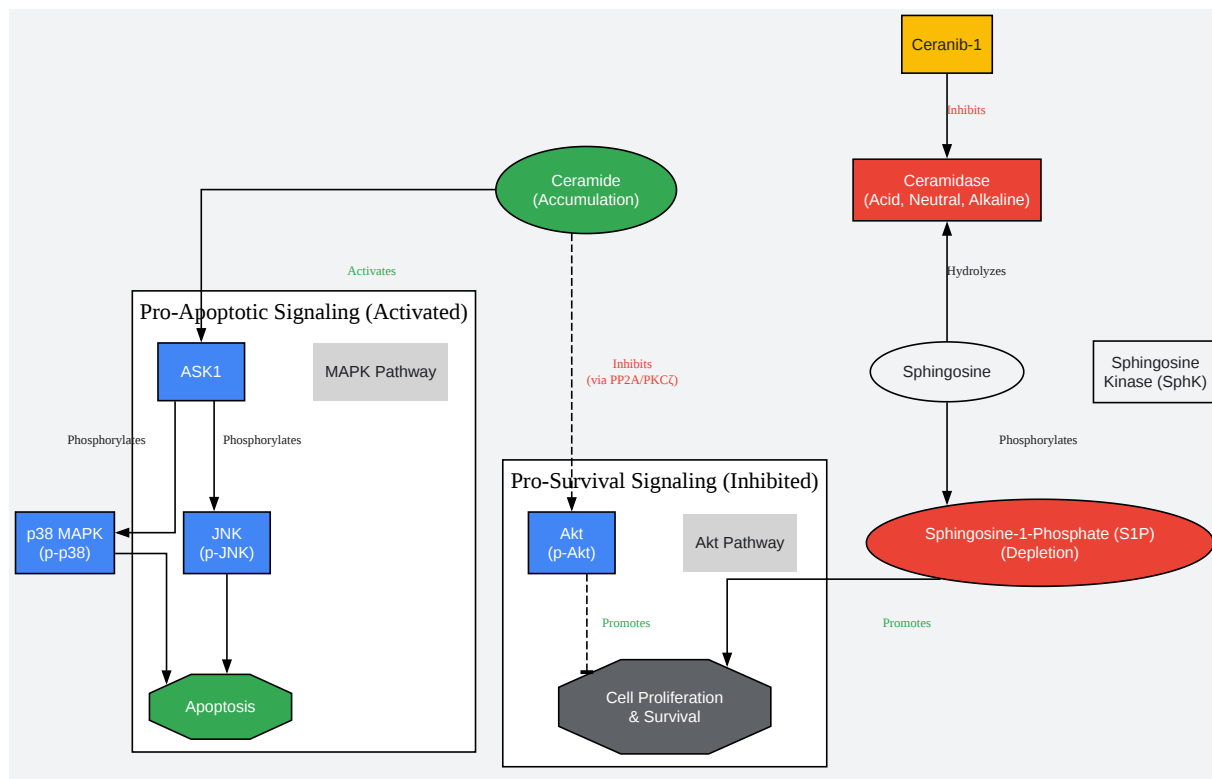 Ceranib-1
Inhibits
Ceramide
(Accumulation)
Ceramidase
(Acid, Neutral, Alkaline)
Activates
Hydrolyzes
Pro-Apoptotic Signaling (Activated)
ASK1
MAPK Pathway
Inhibits
(via PP2A/PKCζ)
Sphingosine
Sphingosine
Kinase (SphK)
Phosphorylates
Phosphorylates
Phosphorylates
Pro-Survival Signaling (Inhibited)
p38 MAPK
(p-p38)
JNK
(p-JNK)
Akt
(p-Akt)
Akt Pathway
Sphingosine-1-Phosphate (S1P)
(Depletion)
Promotes
Promotes
Apoptosis
Cell Proliferation
& Survival